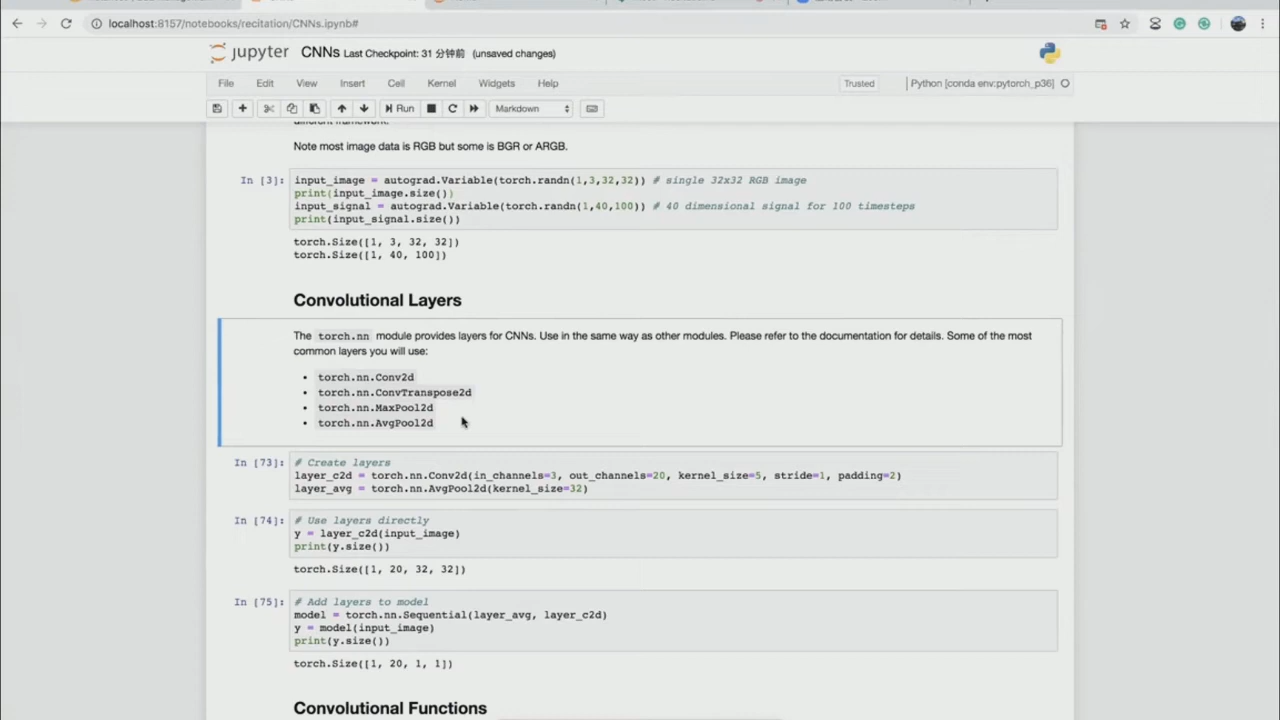 localhost:8157/notebooks/recitation/CNNs.ipynb#
jupyter CNNs Last Checkpoint: 31 分钟前 (unsaved changes)
File Edit View Insert Cell Kernel Widgets Help Trusted Python [conda env:pytorch_p36]
Run Markdown
different framework.
Note most image data is RGB but some is BGR or ARGB.
In [3]: input_image = autograd.Variable(torch.randn(1,3,32,32)) # single 32x32 RGB image
print(input_image.size())
input_signal = autograd.Variable(torch.randn(1,40,100)) # 40 dimensional signal for 100 timesteps
print(input_signal.size())
torch.Size([1, 3, 32, 32])
torch.Size([1, 40, 100])
Convolutional Layers
The torch.nn module provides layers for CNNs. Use in the same way as other modules. Please refer to the documentation for details. Some of the most
common layers you will use:
• torch.nn.Conv2d
• torch.nn.ConvTranspose2d
• torch.nn.MaxPool2d
• torch.nn.AvgPool2d
In [73]: # Create layers
layer_c2d = torch.nn.Conv2d(in_channels=3, out_channels=20, kernel_size=5, stride=1, padding=2)
layer_avg = torch.nn.AvgPool2d(kernel_size=32)
In [74]: # Use layers directly
y = layer_c2d(input_image)
print(y.size())
torch.Size([1, 20, 32, 32])
In [75]: # Add layers to model
model = torch.nn.Sequential(layer_avg, layer_c2d)
y = model(input_image)
print(y.size())
torch.Size([1, 20, 1, 1])
Convolutional Functions